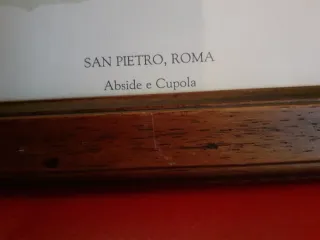 SAN PIETRO, ROMA
Abside e Cupola